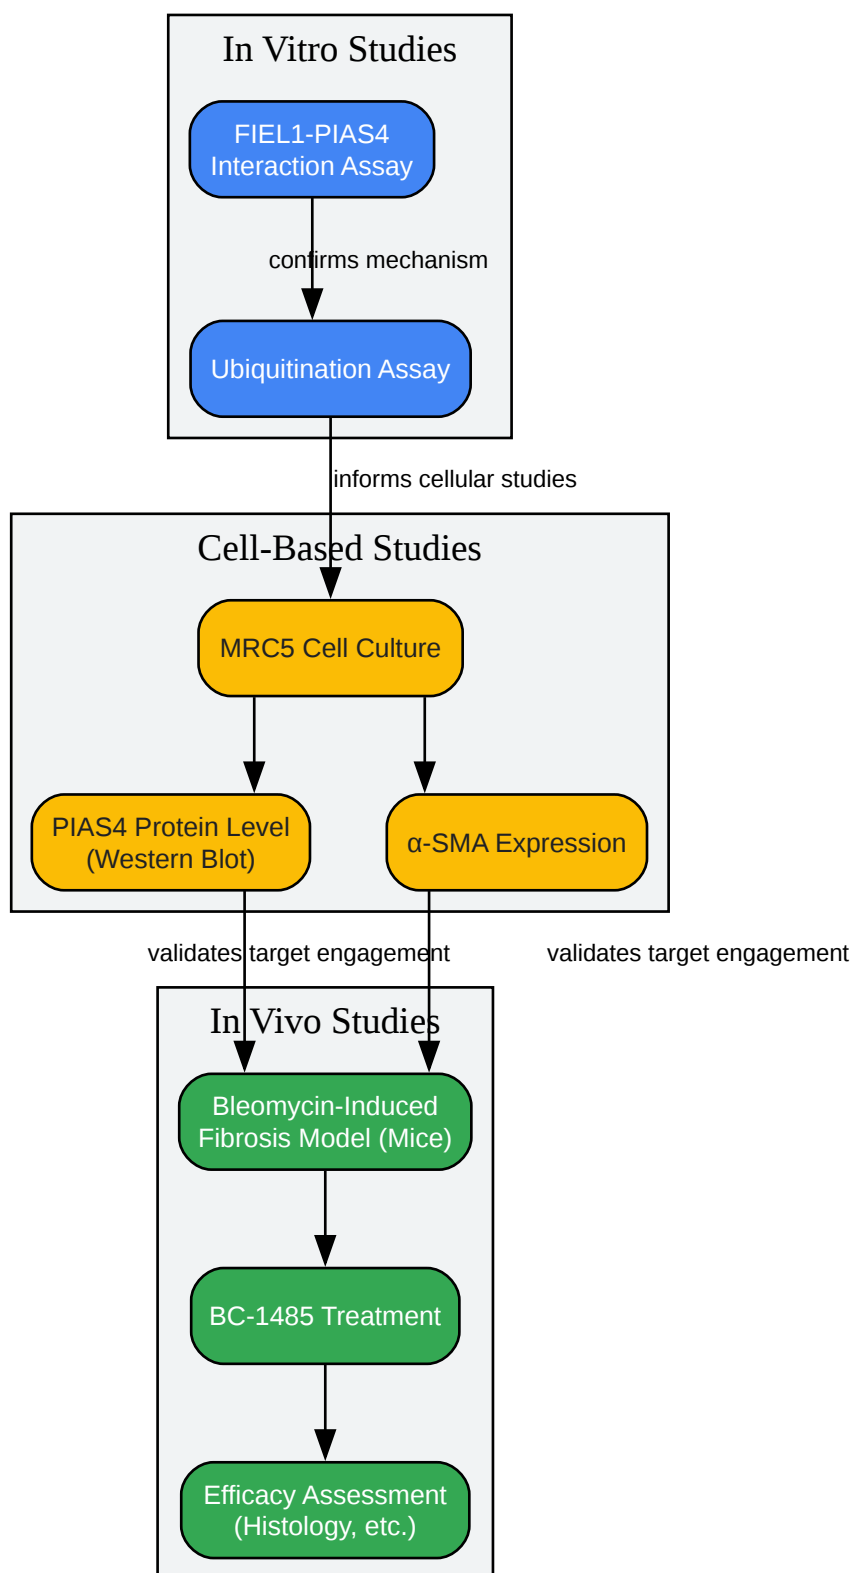 In Vitro Studies
FIEL1-PIAS4
Interaction Assay
confirms mechanism
Ubiquitination Assay
informs cellular studies
Cell-Based Studies
MRC5 Cell Culture
PIAS4 Protein Level
(Western Blot)
α-SMA Expression
validates target engagement
validates target engagement
In Vivo Studies
Bleomycin-Induced
Fibrosis Model (Mice)
BC-1485 Treatment
Efficacy Assessment
(Histology, etc.)